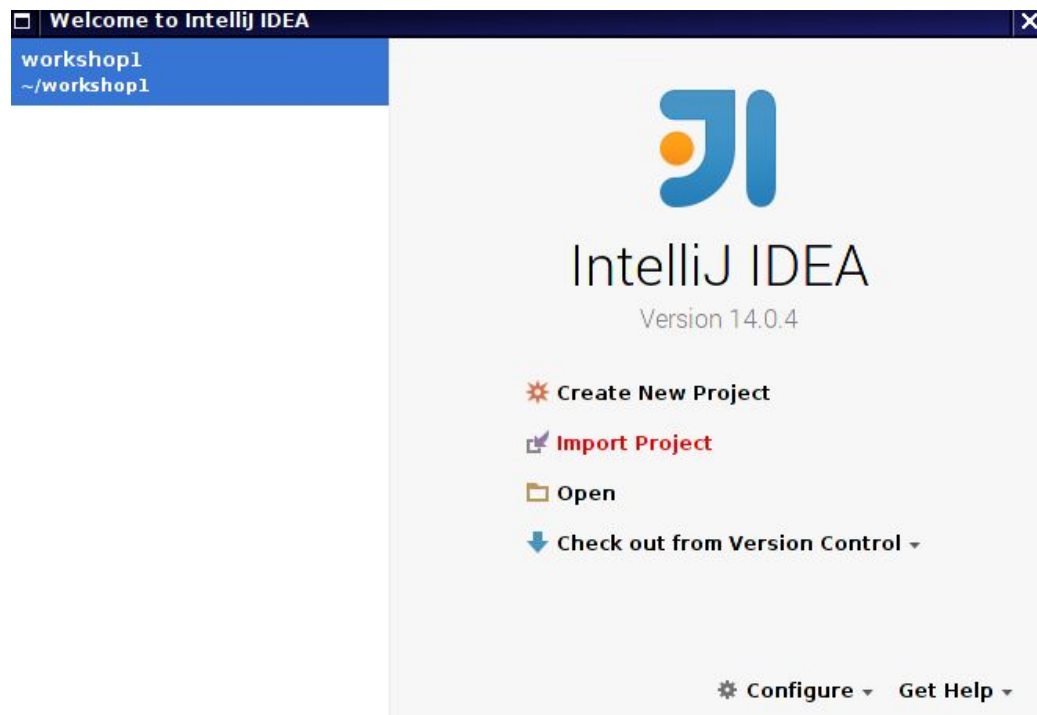 Welcome to IntelliJ IDEA
workshop1
~/workshop1
IntelliJ IDEA
Version 14.0.4
Create New Project
Import Project
Open
Check out from Version Control
Configure
Get Help